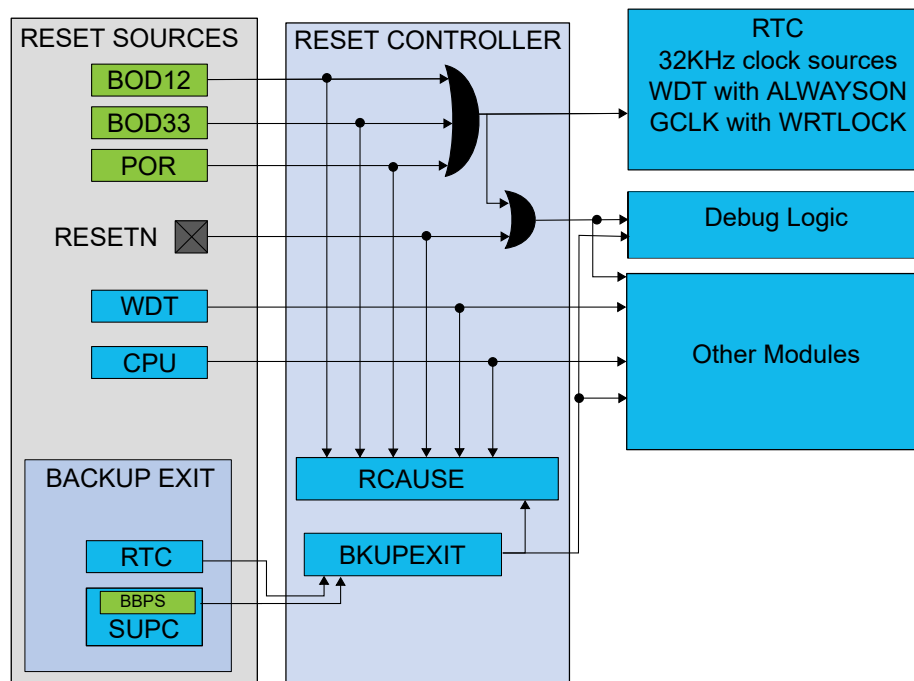 RESET SOURCES
BOD12
BOD33
POR
RESETN
WDT
CPU
BACKUP EXIT
RTC
BBPS
SUPC
RESET CONTROLLER
RCAUSE
BKUPEXIT
RTC
32KHz clock sources
WDT with ALWAYSON
GCLK with WRTLOCK
Debug Logic
Other Modules